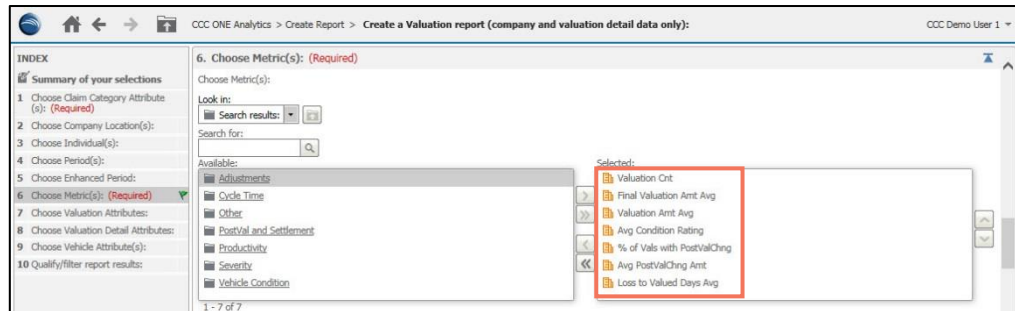 CCC ONE Analytics > Create Report > Create a Valuation report (company and valuation detail data only):
CCC Demo User 1
INDEX
Summary of your selections
1 Choose Claim Category Attribute
(s): (Required)
2 Choose Company Location(s):
3 Choose Individual(s):
4 Choose Period(s):
5 Choose Enhanced Period:
6 Choose Metric(s): (Required)
7 Choose Valuation Attributes:
8 Choose Valuation Detail Attributes:
9 Choose Vehicle Attribute(s):
10 Qualify/filter report results:
6. Choose Metric(s): (Required)
Choose Metric(s):
Look in:
Search results:
Search for:
Available:
Adjustments
Cycle Time
Other
PostVal and Settlement
Productivity
Severity
Vehicle Condition
1 - 7 of 7
Selected:
Valuation Cnt
Final Valuation Amt Avg
Valuation Amt Avg
Avg Condition Rating
% of Vals with PostValChng
Avg PostValChng Amt
Loss to Valued Days Avg